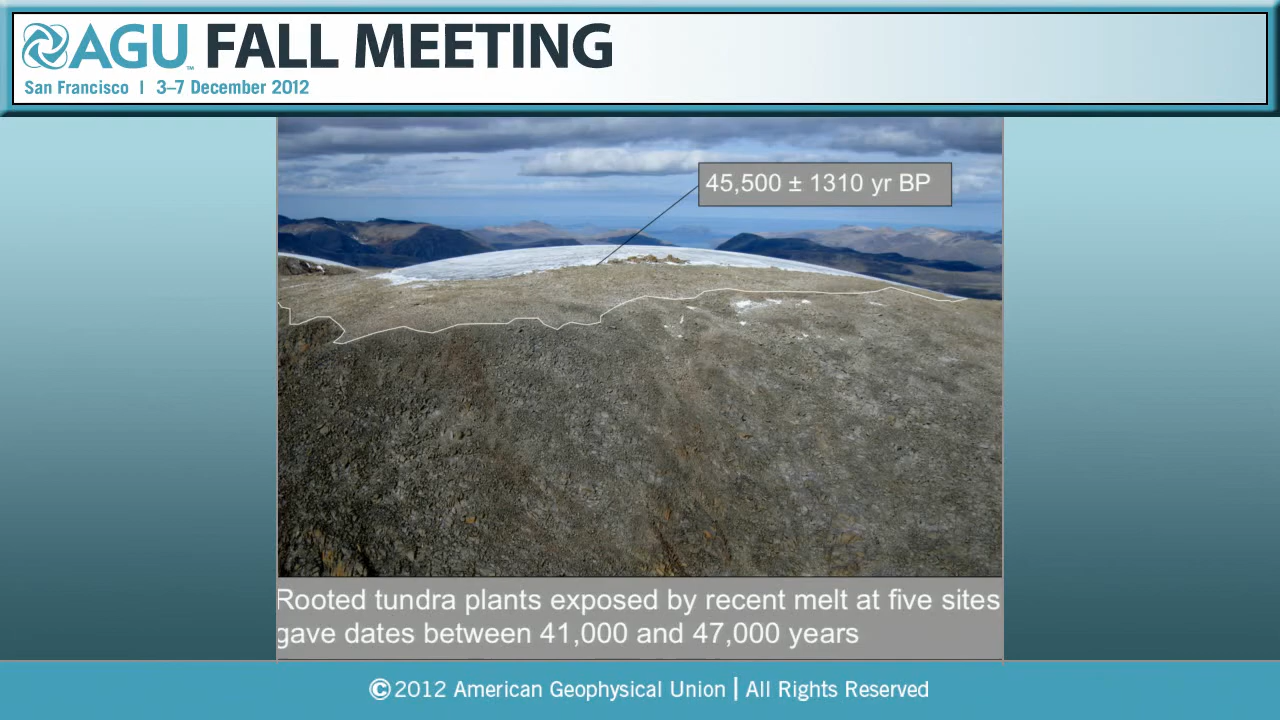 AGU™ FALL MEETING
San Francisco | 3–7 December 2012
45,500 ± 1310 yr BP
Rooted tundra plants exposed by recent melt at five sites
gave dates between 41,000 and 47,000 years
©2012 American Geophysical Union | All Rights Reserved